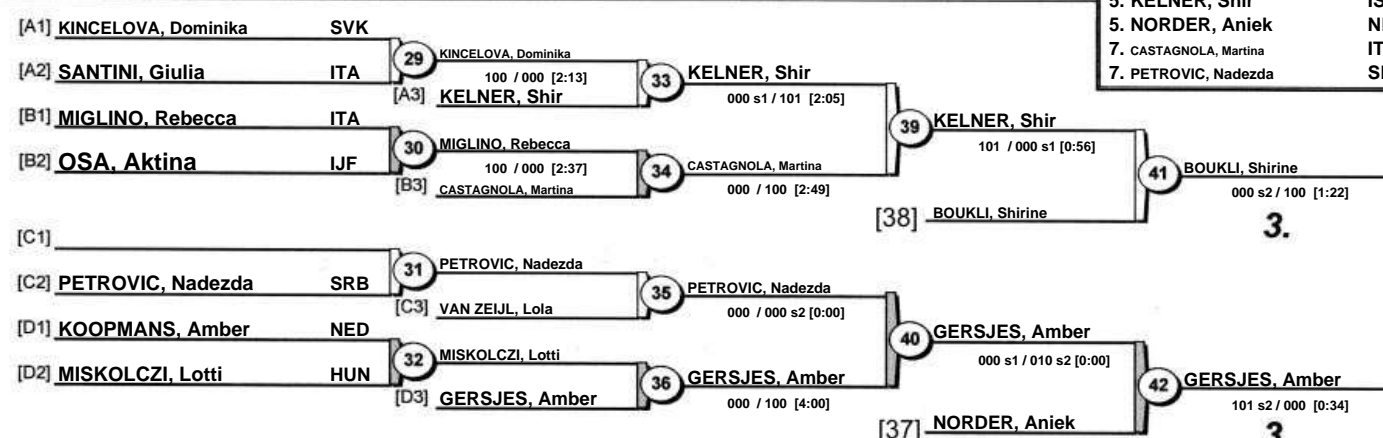 5. KELNER, Shir IS
5. NORDER, Aniek
7. CASTAGNOLA, Martina IT
7. PETROVIC, Nadezda
[A1] KINCELOVA, Dominika SVK
29
KINCELOVA, Dominika
[A2] SANTINI, Giulia ITA
100 / 000 [2:13]
33
KELNER, Shir
[A3] KELNER, Shir
000 s1 / 101 [2:05]
[B1] MIGLINO, Rebecca ITA
39
KELNER, Shir
30
MIGLINO, Rebecca
101 / 000 s1 [0:56]
[B2] OSA, Aktina IJF
100 / 000 [2:37]
34
CASTAGNOLA, Martina
41
BOUKLI, Shirine
[B3] CASTAGNOLA, Martina
000 / 100 [2:49]
000 s2 / 100 [1:22]
[38] BOUKLI, Shirine
3.
[C1]
31
PETROVIC, Nadezda
[C2] PETROVIC, Nadezda SRB
35
PETROVIC, Nadezda
[C3] VAN ZEIJL, Lola
000 / 000 s2 [0:00]
[D1] KOOPMANS, Amber NED
40
GERSJES, Amber
32
MISKOLCZI, Lotti
000 s1 / 010 s2 [0:00]
[D2] MISKOLCZI, Lotti HUN
36
GERSJES, Amber
42
GERSJES, Amber
[D3] GERSJES, Amber
000 / 100 [4:00]
101 s2 / 000 [0:34]
[37] NORDER, Aniek
3